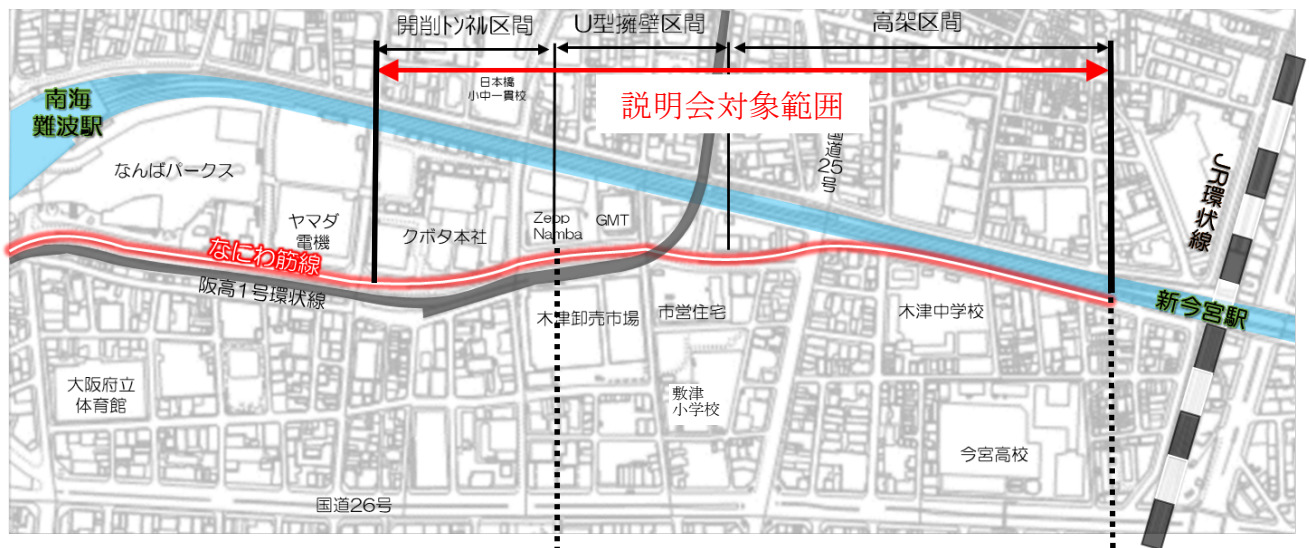 開削ﾄﾝﾈﾙ区間
U型擁壁区間
高架区間
日本橋
小中一貫校
説明会対象範囲
南海
難波駅
なんばパークス
国道25号
JR環状線
ヤマダ
電機
クボタ本社
Zepp
Namba
GMT
なにわ筋線
阪高1号環状線
木津卸売市場
市営住宅
木津中学校
新今宮駅
大阪府立
体育館
敷津
小学校
今宮高校
国道26号